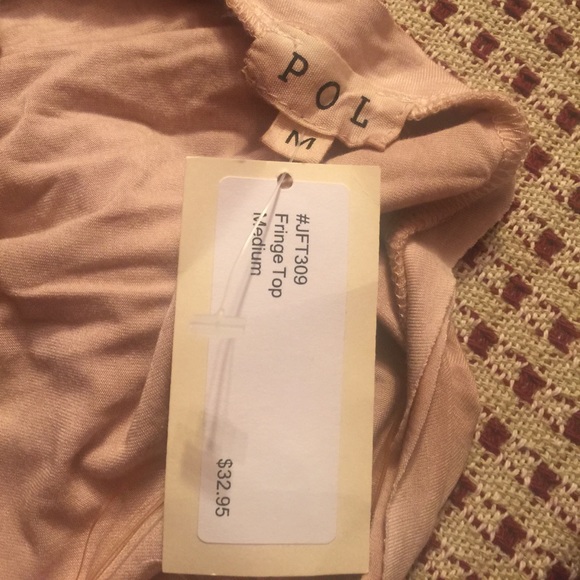 POL
M
#JFT309
Fringe Top
Medium
$32.95